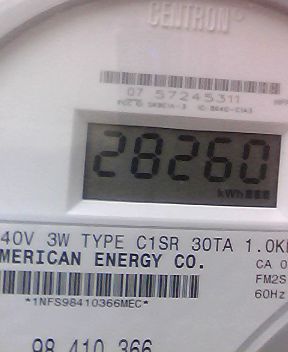 CENTRON
07 57245311
28260
kWh
40V 3W TYPE C1SR 30TA 1.0K
MERICAN ENERGY CO.
CA 0
FM2S
60Hz
*1NFS98410366MEC*
98 410 366